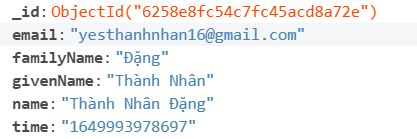 _id: ObjectId("6258e8fc54c7fc45acd8a72e")
email: "yesthanhnhan16@gmail.com"
familyName: "Đặng"
givenName: "Thành Nhân"
name: "Thành Nhân Đặng"
time: "1649993978697"